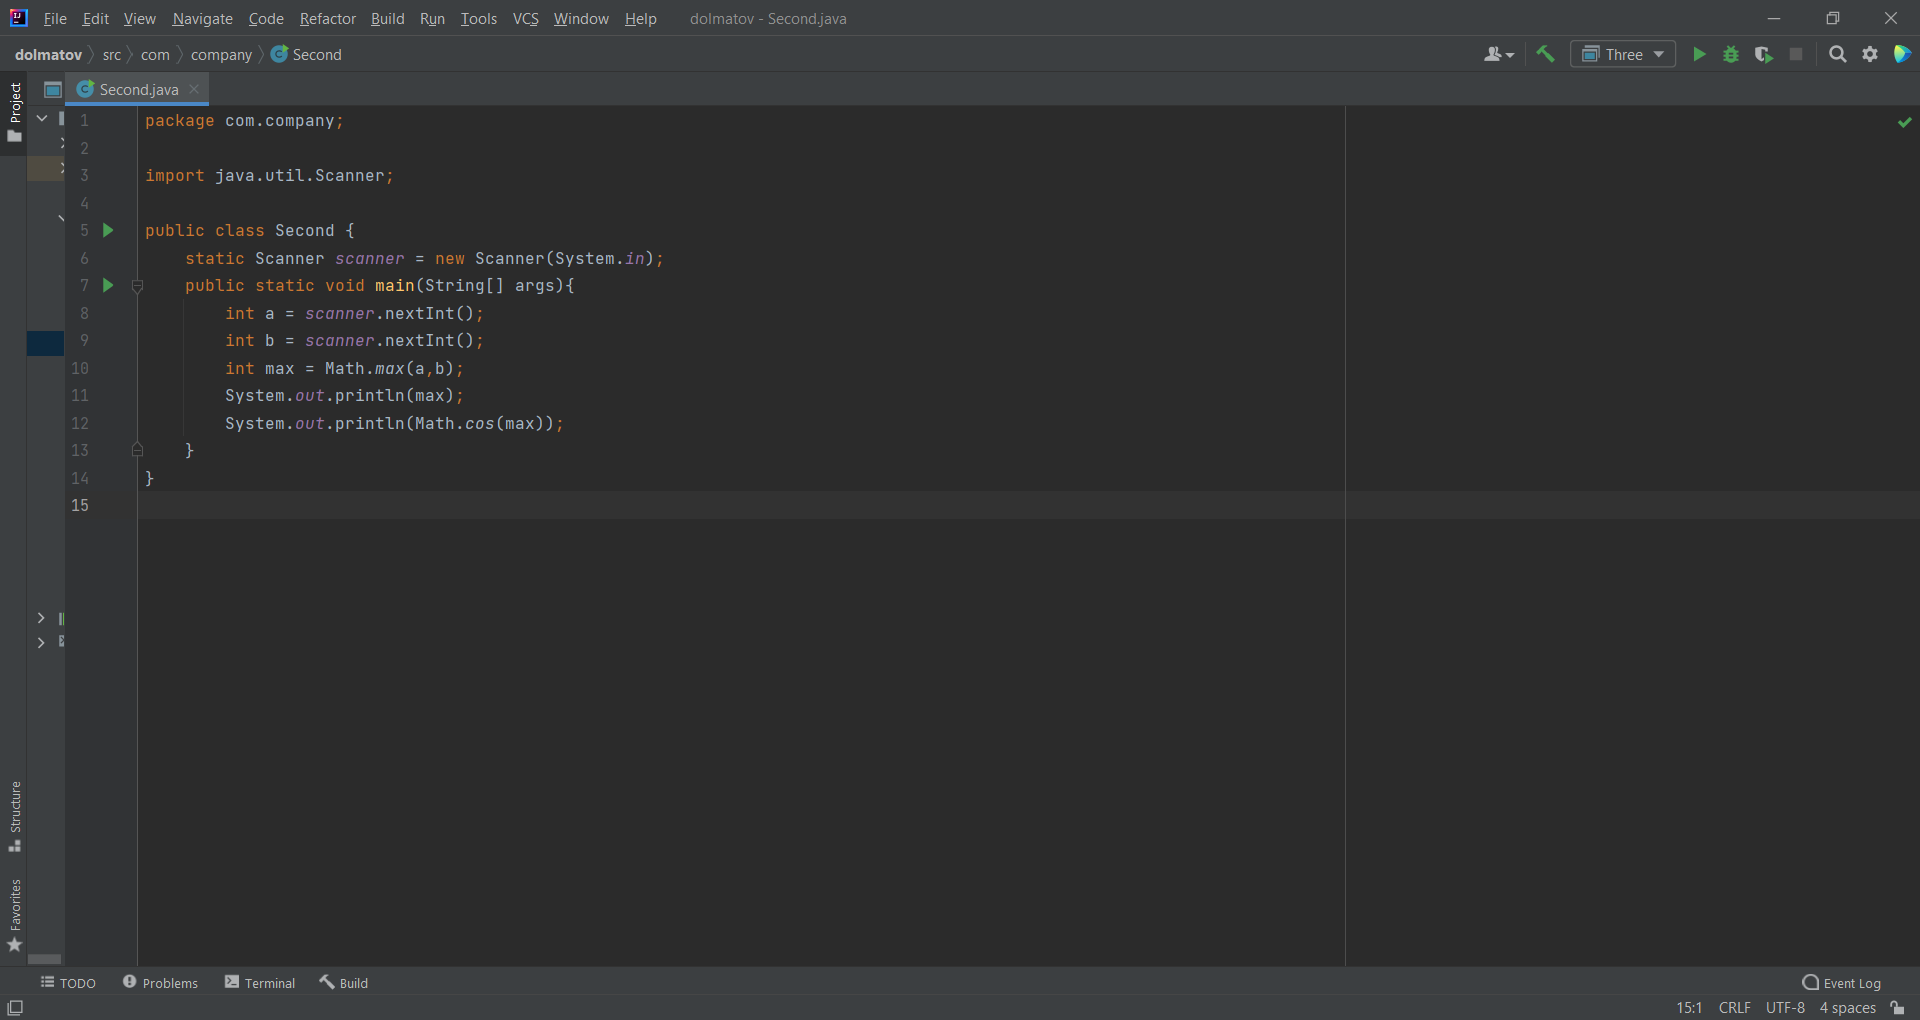 File Edit View Navigate Code Refactor Build Run Tools VCS Window Help dolmatov - Second.java
dolmatov src com company Second Three
Project
Second.java
1 package com.company;
2
3 import java.util.Scanner;
4
5 public class Second {
6 static Scanner scanner = new Scanner(System.in);
7 public static void main(String[] args){
8 int a = scanner.nextInt();
9 int b = scanner.nextInt();
10 int max = Math.max(a,b);
11 System.out.println(max);
12 System.out.println(Math.cos(max));
13 }
14 }
15
Structure
Favorites
TODO Problems Terminal Build Event Log
15:1 CRLF UTF-8 4 spaces